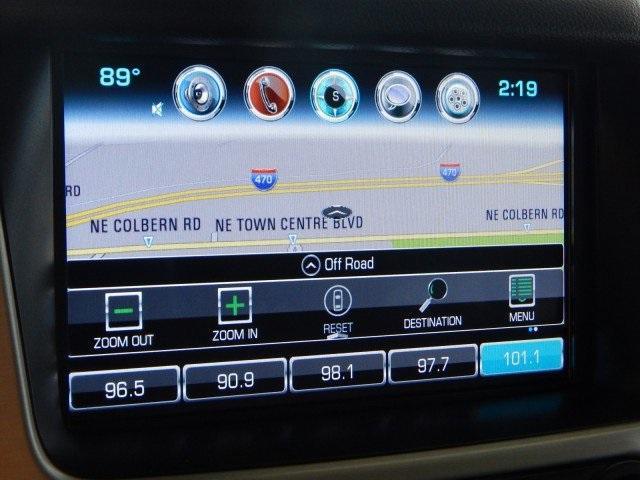 89° 2:19
S
470 470
RD
NE COLBERN RD NE TOWN CENTRE BLVD NE COLBERN RD
Off Road
ZOOM OUT ZOOM IN RESET DESTINATION MENU
96.5 90.9 98.1 97.7 101.1